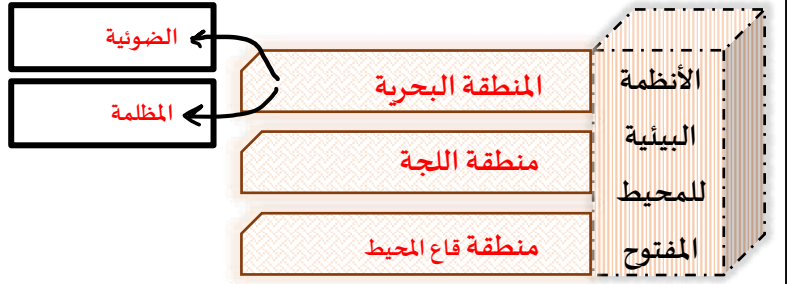 الأنظمة
البيئية
للمحيط
المفتوح
المنطقة البحرية
الضوئية
المظلمة
منطقة اللجة
منطقة قاع المحيط